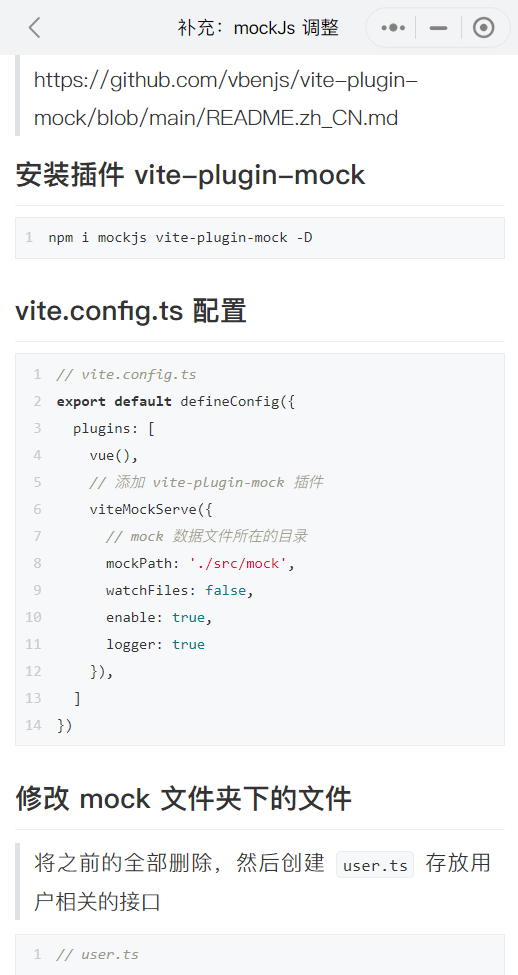 补充：mockJs 调整
https://github.com/vbenjs/vite-plugin-
mock/blob/main/README.zh_CN.md
安装插件 vite-plugin-mock
1 npm i mockjs vite-plugin-mock -D
vite.config.ts 配置
1 // vite.config.ts
2 export default defineConfig({
3 plugins: [
4 vue(),
5 // 添加 vite-plugin-mock 插件
6 viteMockServe({
7 // mock 数据文件所在的目录
8 mockPath: './src/mock',
9 watchFiles: false,
10 enable: true,
11 logger: true
12 }),
13 ]
14 })
修改 mock 文件夹下的文件
将之前的全部删除，然后创建 user.ts 存放用
户相关的接口
1 // user.ts